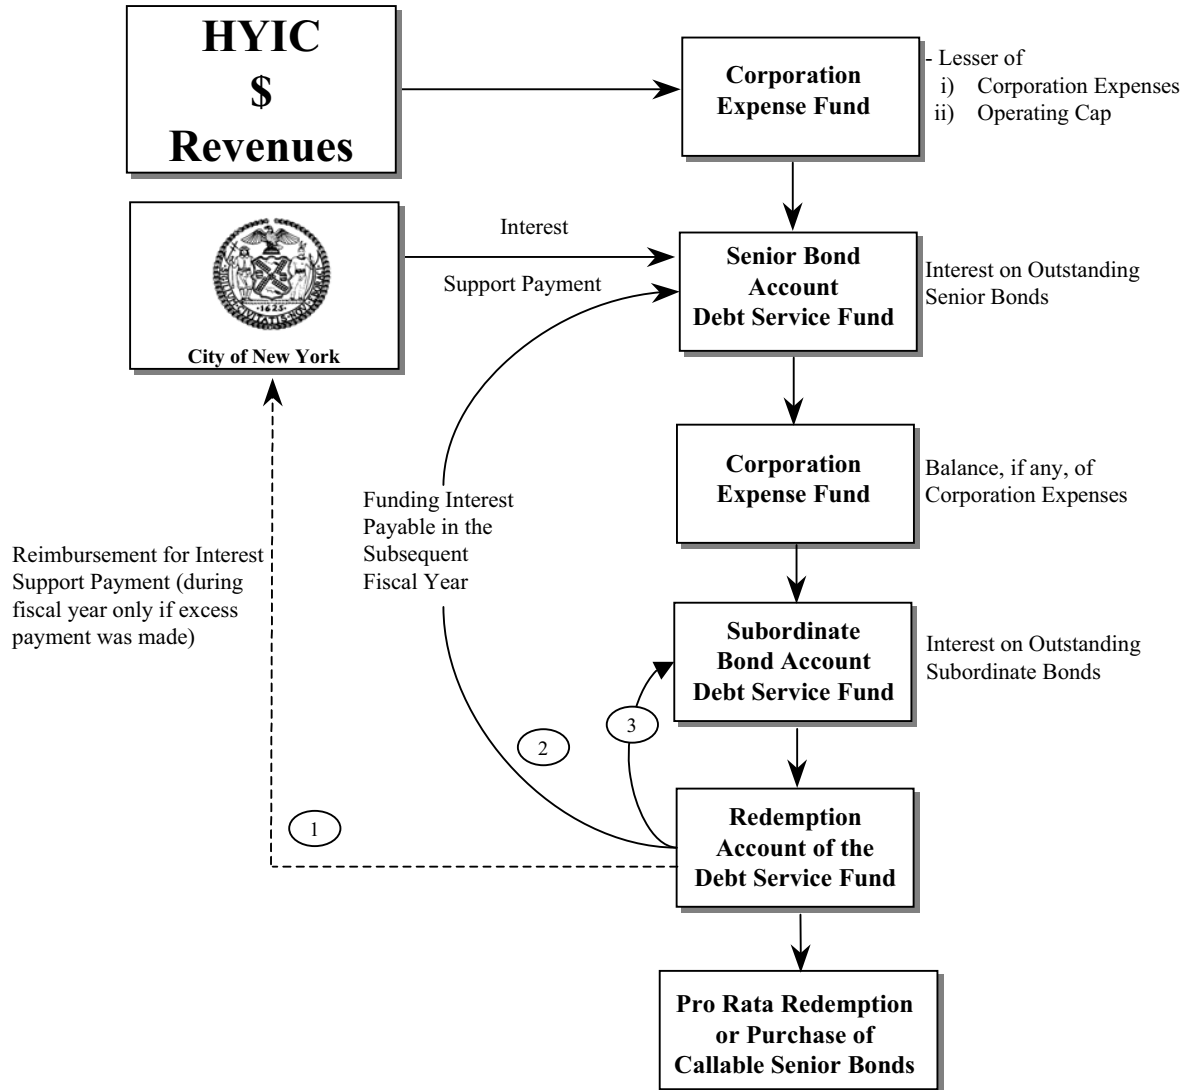 HYIC
$
Revenues
Corporation
Expense Fund
- Lesser of
i) Corporation Expenses
ii) Operating Cap
City of New York
·1625·
Interest
Support Payment
Senior Bond
Account
Debt Service Fund
Interest on Outstanding
Senior Bonds
Corporation
Expense Fund
Balance, if any, of
Corporation Expenses
Funding Interest
Payable in the
Subsequent
Fiscal Year
Reimbursement for Interest
Support Payment (during
fiscal year only if excess
payment was made)
Subordinate
Bond Account
Debt Service Fund
Interest on Outstanding
Subordinate Bonds
3
2
1
Redemption
Account of the
Debt Service Fund
Pro Rata Redemption
or Purchase of
Callable Senior Bonds